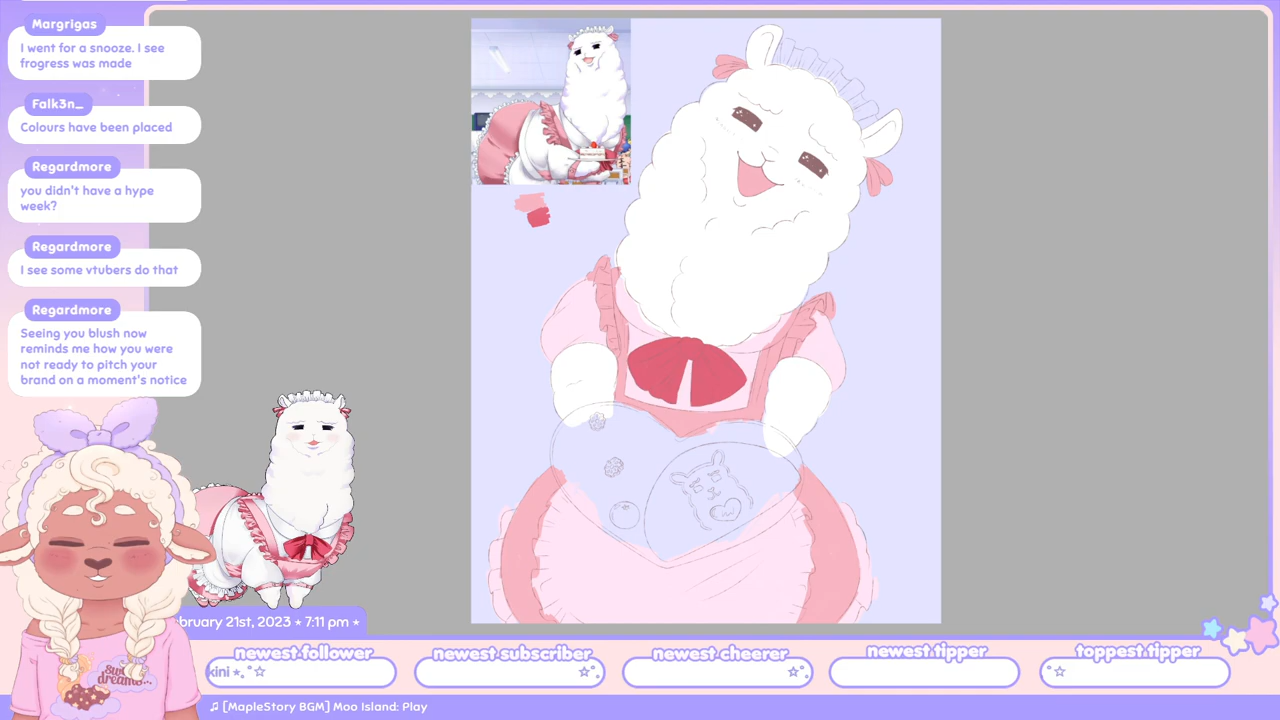 Margrigas
I went for a snooze. I see
frogress was made
Falk3n_
Colours have been placed
Regardmore
you didn't have a hype
week?
Regardmore
I see some vtubers do that
Regardmore
Seeing you blush now
reminds me how you were
not ready to pitch your
brand on a moment's notice
bruary 21st, 2023 ★ 7:11 pm ★
newest follower
kini ★
newest subscriber
newest cheerer
newest tipper
toppest tipper
♫ [MapleStory BGM] Moo Island: Play